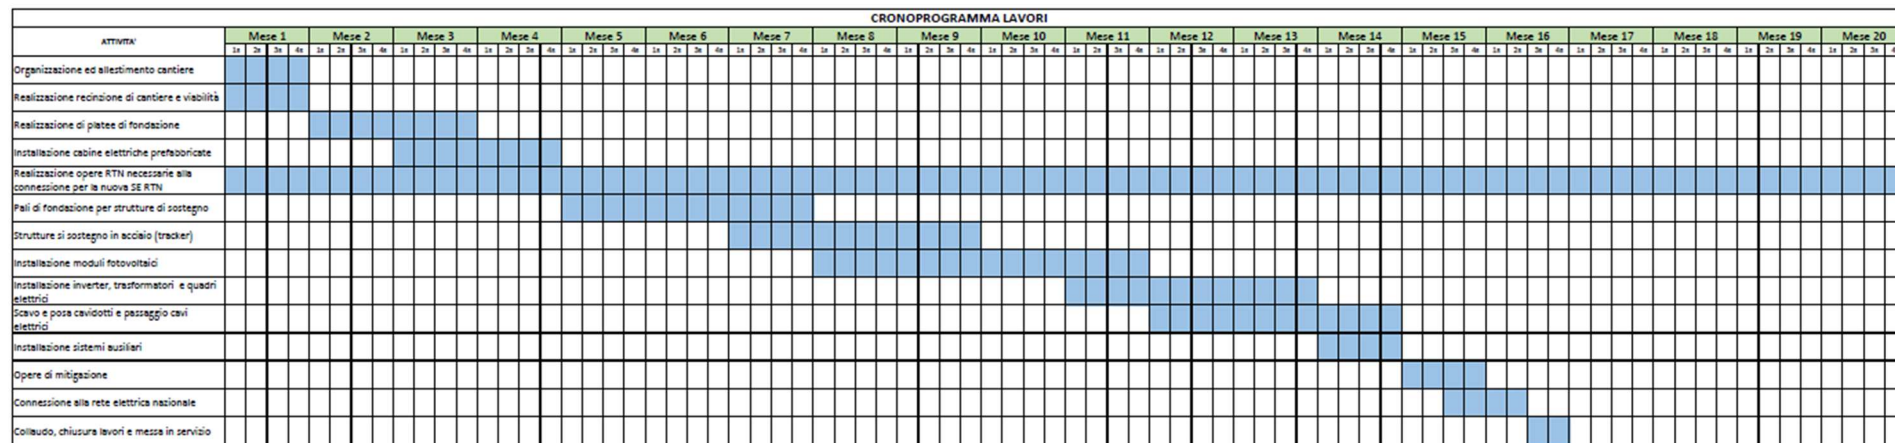 CRONOPROGRAMMA LAVORI
ATTIVITA' Mese 1 Mese 2 Mese 3 Mese 4 Mese 5 Mese 6 Mese 7 Mese 8 Mese 9 Mese 10 Mese 11 Mese 12 Mese 13 Mese 14 Mese 15 Mese 16 Mese 17 Mese 18 Mese 19 Mese 20
Organizzazione ed allestimento cantiere
Realizzazione recinzione di cantiere e viabilità
Realizzazione di platee di fondazione
Installazione cabine elettriche prefabbricate
Realizzazione opere RTN necessarie alla
connessione per la nuova SE RTN
Pali di fondazione per strutture di sostegno
Strutture si sostegno in acciaio (tracker)
Installazione moduli fotovoltaici
Installazione inverter, trasformatori e quadri
elettrici
Scavo e posa cavidotti e passaggio cavi
elettrici
Installazione sistemi ausiliari
Opere di mitigazione
Connessione alla rete elettrica nazionale
Collaudo, chiusura lavori e messa in servizio